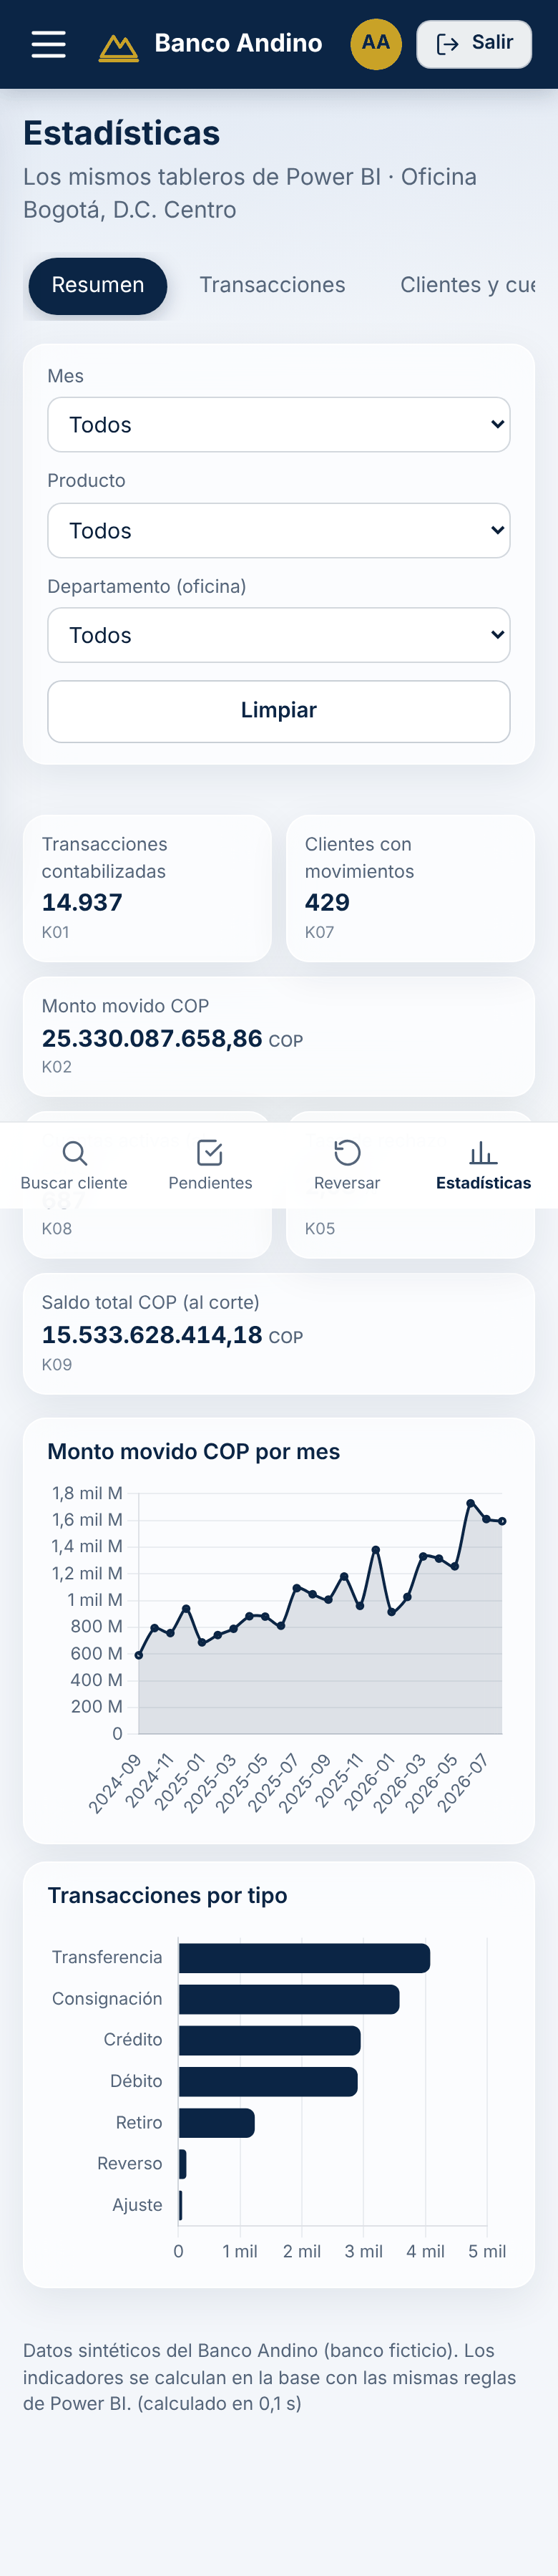 Banco Andino
AA
Salir
Estadísticas
Los mismos tableros de Power BI · Oficina
Bogotá, D.C. Centro
Resumen
Transacciones
Clientes y cue
Mes
Todos
Producto
Todos
Departamento (oficina)
Todos
Limpiar
Transacciones
contabilizadas
14.937
K01
Clientes con
movimientos
429
K07
Monto movido COP
25.330.087.658,86 COP
K02
Buscar cliente
Pendientes
Reversar
Estadísticas
687
K08
K05
Saldo total COP (al corte)
15.533.628.414,18 COP
K09
Monto movido COP por mes
1,8 mil M
1,6 mil M
1,4 mil M
1,2 mil M
1 mil M
800 M
600 M
400 M
200 M
0
2024-09
2024-11
2025-01
2025-03
2025-05
2025-07
2025-09
2025-11
2026-01
2026-03
2026-05
2026-07
Transacciones por tipo
Transferencia
Consignación
Crédito
Débito
Retiro
Reverso
Ajuste
0
1 mil
2 mil
3 mil
4 mil
5 mil
Datos sintéticos del Banco Andino (banco ficticio). Los
indicadores se calculan en la base con las mismas reglas
de Power BI. (calculado en 0,1 s)